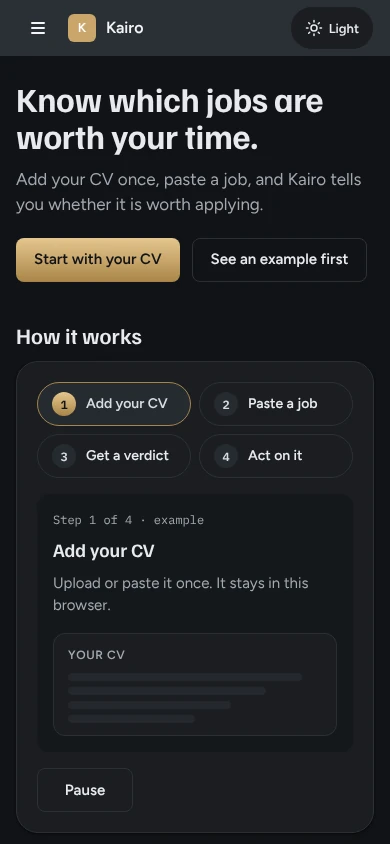 K
Kairo
Light
Know which jobs are
worth your time.
Add your CV once, paste a job, and Kairo tells
you whether it is worth applying.
Start with your CV
See an example first
How it works
1 Add your CV
2 Paste a job
3 Get a verdict
4 Act on it
Step 1 of 4 · example
Add your CV
Upload or paste it once. It stays in this
browser.
YOUR CV
Pause